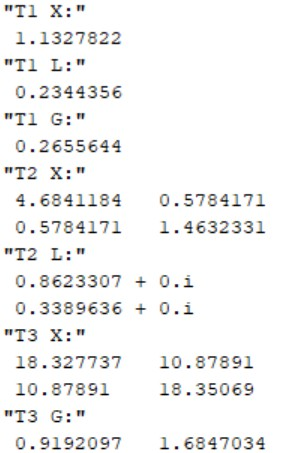 "T1 X:"
1.1327822
"T1 L:"
0.2344356
"T1 G:"
0.2655644
"T2 X:"
4.6841184 0.5784171
0.5784171 1.4632331
"T2 L:"
0.8623307 + 0.i
0.3389636 + 0.i
"T3 X:"
18.327737 10.87891
10.87891 18.35069
"T3 G:"
0.9192097 1.6847034